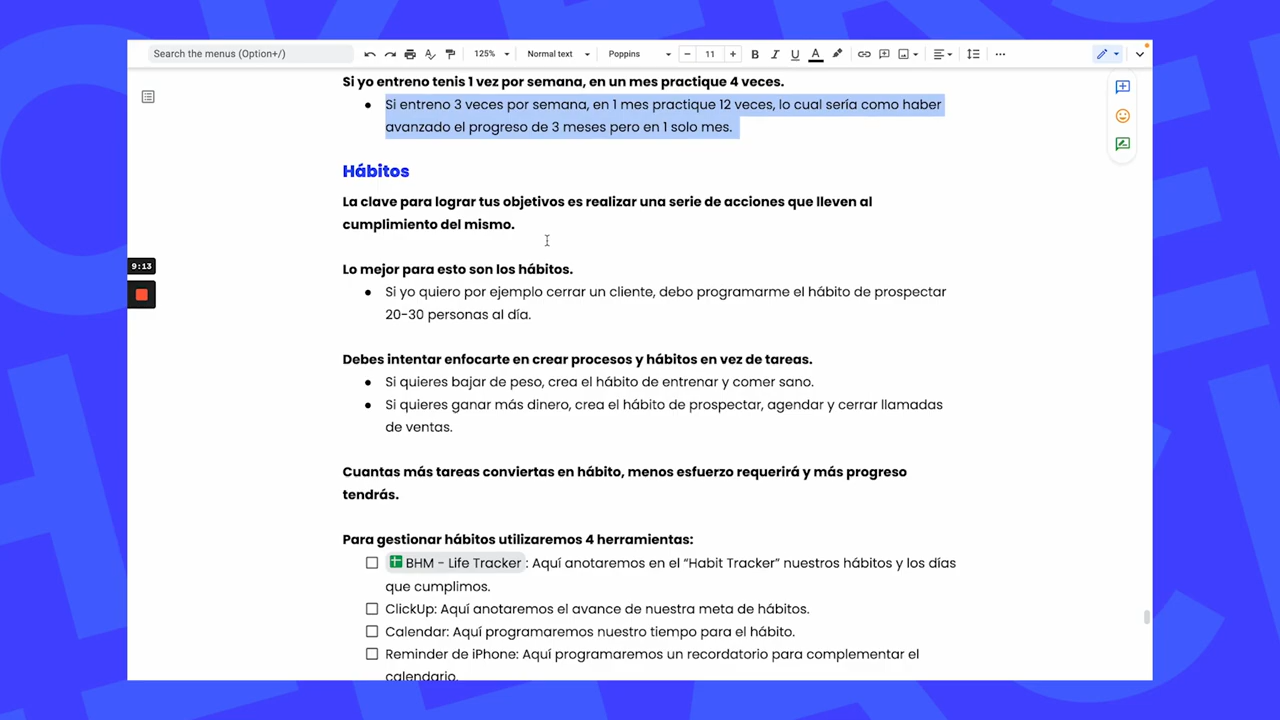 Search the menus (Option+/)
125%
Normal text
Poppins
11
B
I
U
A
Si yo entreno tenis 1 vez por semana, en un mes practique 4 veces.
Si entreno 3 veces por semana, en 1 mes practique 12 veces, lo cual sería como haber
avanzado el progreso de 3 meses pero en 1 solo mes.
Hábitos
La clave para lograr tus objetivos es realizar una serie de acciones que lleven al
cumplimiento del mismo.
9:13
Lo mejor para esto son los hábitos.
Si yo quiero por ejemplo cerrar un cliente, debo programarme el hábito de prospectar
20-30 personas al día.
Debes intentar enfocarte en crear procesos y hábitos en vez de tareas.
Si quieres bajar de peso, crea el hábito de entrenar y comer sano.
Si quieres ganar más dinero, crea el hábito de prospectar, agendar y cerrar llamadas
de ventas.
Cuantas más tareas conviertas en hábito, menos esfuerzo requerirá y más progreso
tendrás.
Para gestionar hábitos utilizaremos 4 herramientas:
BHM - Life Tracker : Aquí anotaremos en el “Habit Tracker” nuestros hábitos y los días
que cumplimos.
ClickUp: Aquí anotaremos el avance de nuestra meta de hábitos.
Calendar: Aquí programaremos nuestro tiempo para el hábito.
Reminder de iPhone: Aquí programaremos un recordatorio para complementar el
calendario.